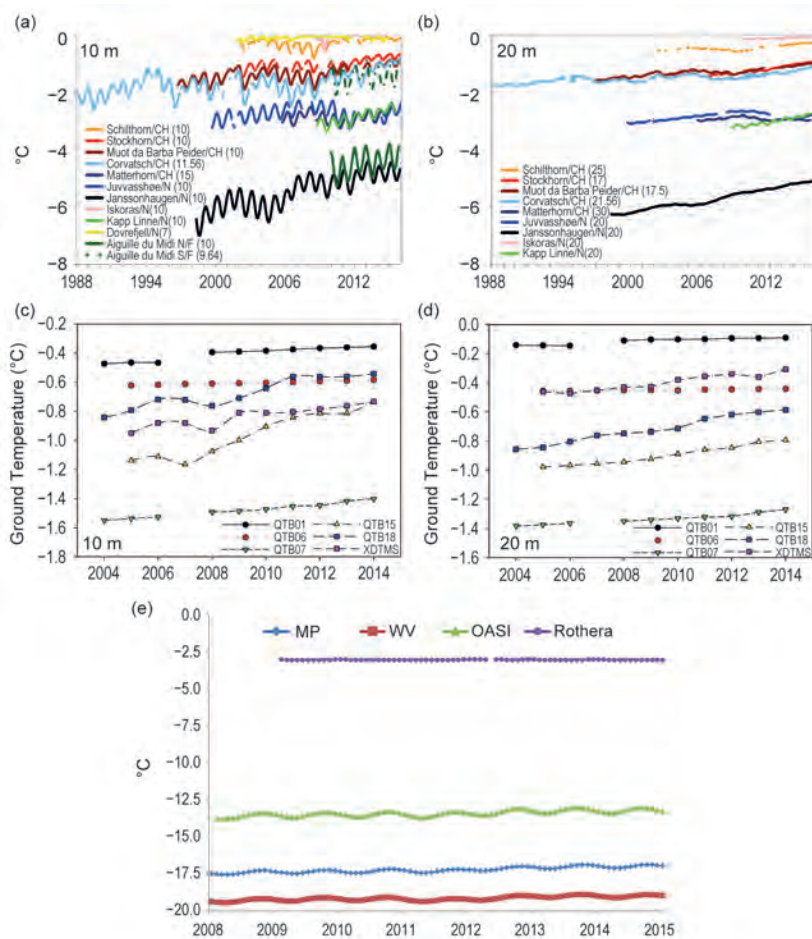 (a)
0
−2
−4
−6
−8
°C
10 m
Schilthorn/CH (10)
Stockhorn/CH (10)
Muot da Barba Peider/CH (10)
Corvatsch/CH (11.56)
Matterhorn/CH (15)
Juvvasshøe/N (10)
Janssonhaugen/N(10)
Iskoras/N(10)
Kapp Linne/N(10)
Dovrefjell/N(7)
Aiguille du Midi N/F (10)
Aiguille du Midi S/F (9.64)
1988 1994 2000 2006 2012
(b)
0
−2
−4
−6
−8
20 m
Schilthorn/CH (25)
Stockhorn/CH (17)
Muot da Barba Peider/CH (17.5)
Corvatsch/CH (21.56)
Matterhorn/CH (30)
Juvvasshøe/N (20)
Janssonhaugen/N(20)
Iskoras/N(20)
Kapp Linne/N(20)
1988 2000 2006 2012
(c)
−0.2
−0.4
−0.6
−0.8
−1.0
−1.2
−1.4
−1.6
−1.8
Ground Temperature (°C)
10 m
QTB01 QTB15
QTB06 QTB18
QTB07 XDTMS
2004 2006 2008 2010 2012 2014
(d)
0.0
−0.2
−0.4
−0.6
−0.8
−1.0
−1.2
−1.4
−1.6
Ground Temperature (°C)
20 m
QTB01 QTB15
QTB06 QTB18
QTB07 XDTMS
2004 2006 2008 2010 2012 2014
(e)
0.0
−2.5
−5.0
−7.5
−10.0
−12.5
−15.0
−17.5
−20.0
°C
MP WV OASI Rothera
2008 2009 2010 2011 2012 2013 2014 2015